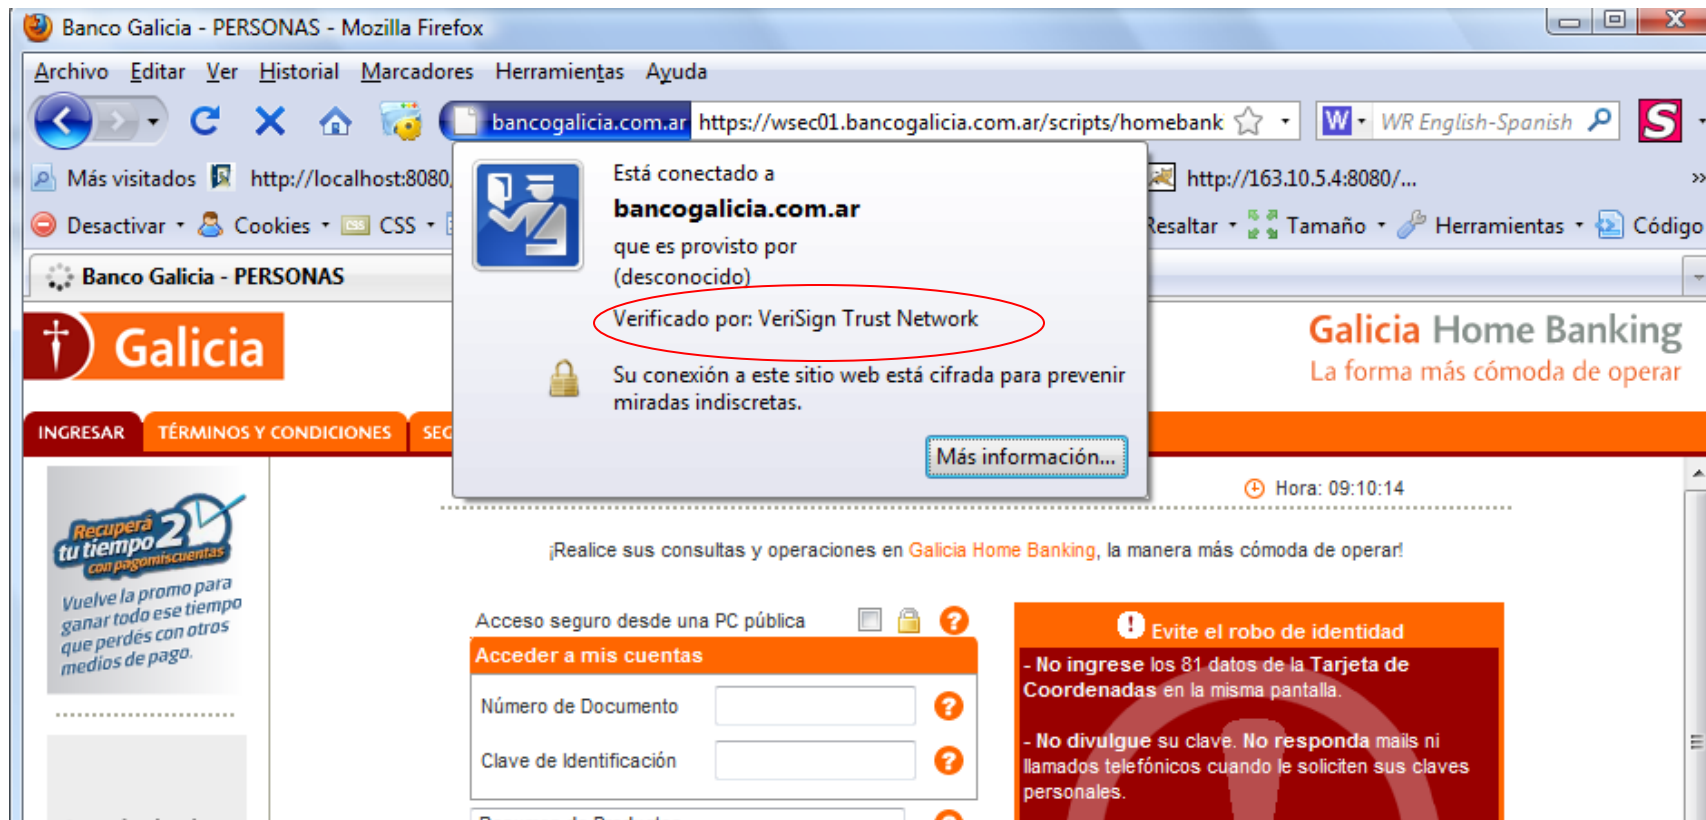 Banco Galicia - PERSONAS - Mozilla Firefox
Archivo Editar Ver Historial Marcadores Herramientas Ayuda
bancogalicia.com.ar https://wsec01.bancogalicia.com.ar/scripts/homebank W WR English-Spanish S
Más visitados http://localhost:8080, http://163.10.5.4:8080/... »
Desactivar Cookies CSS Resaltar Tamaño Herramientas Código
Banco Galicia - PERSONAS
Está conectado a
bancogalicia.com.ar
que es provisto por
(desconocido)
Verificado por: VeriSign Trust Network
Su conexión a este sitio web está cifrada para prevenir
miradas indiscretas.
Más información...
Galicia
Galicia Home Banking
La forma más cómoda de operar
INGRESAR TÉRMINOS Y CONDICIONES SEG
Hora: 09:10:14
Recuperá
tu tiempo 2
con pagomiscuentas
Vuelve la promo para
ganar todo ese tiempo
que perdés con otros
medios de pago.
¡Realice sus consultas y operaciones en Galicia Home Banking, la manera más cómoda de operar!
Acceso seguro desde una PC pública ?
Acceder a mis cuentas
Número de Documento ?
Clave de Identificación ?
! Evite el robo de identidad
- No ingrese los 81 datos de la Tarjeta de
Coordenadas en la misma pantalla.
- No divulgue su clave. No responda mails ni
llamados telefónicos cuando le soliciten sus claves
personales.